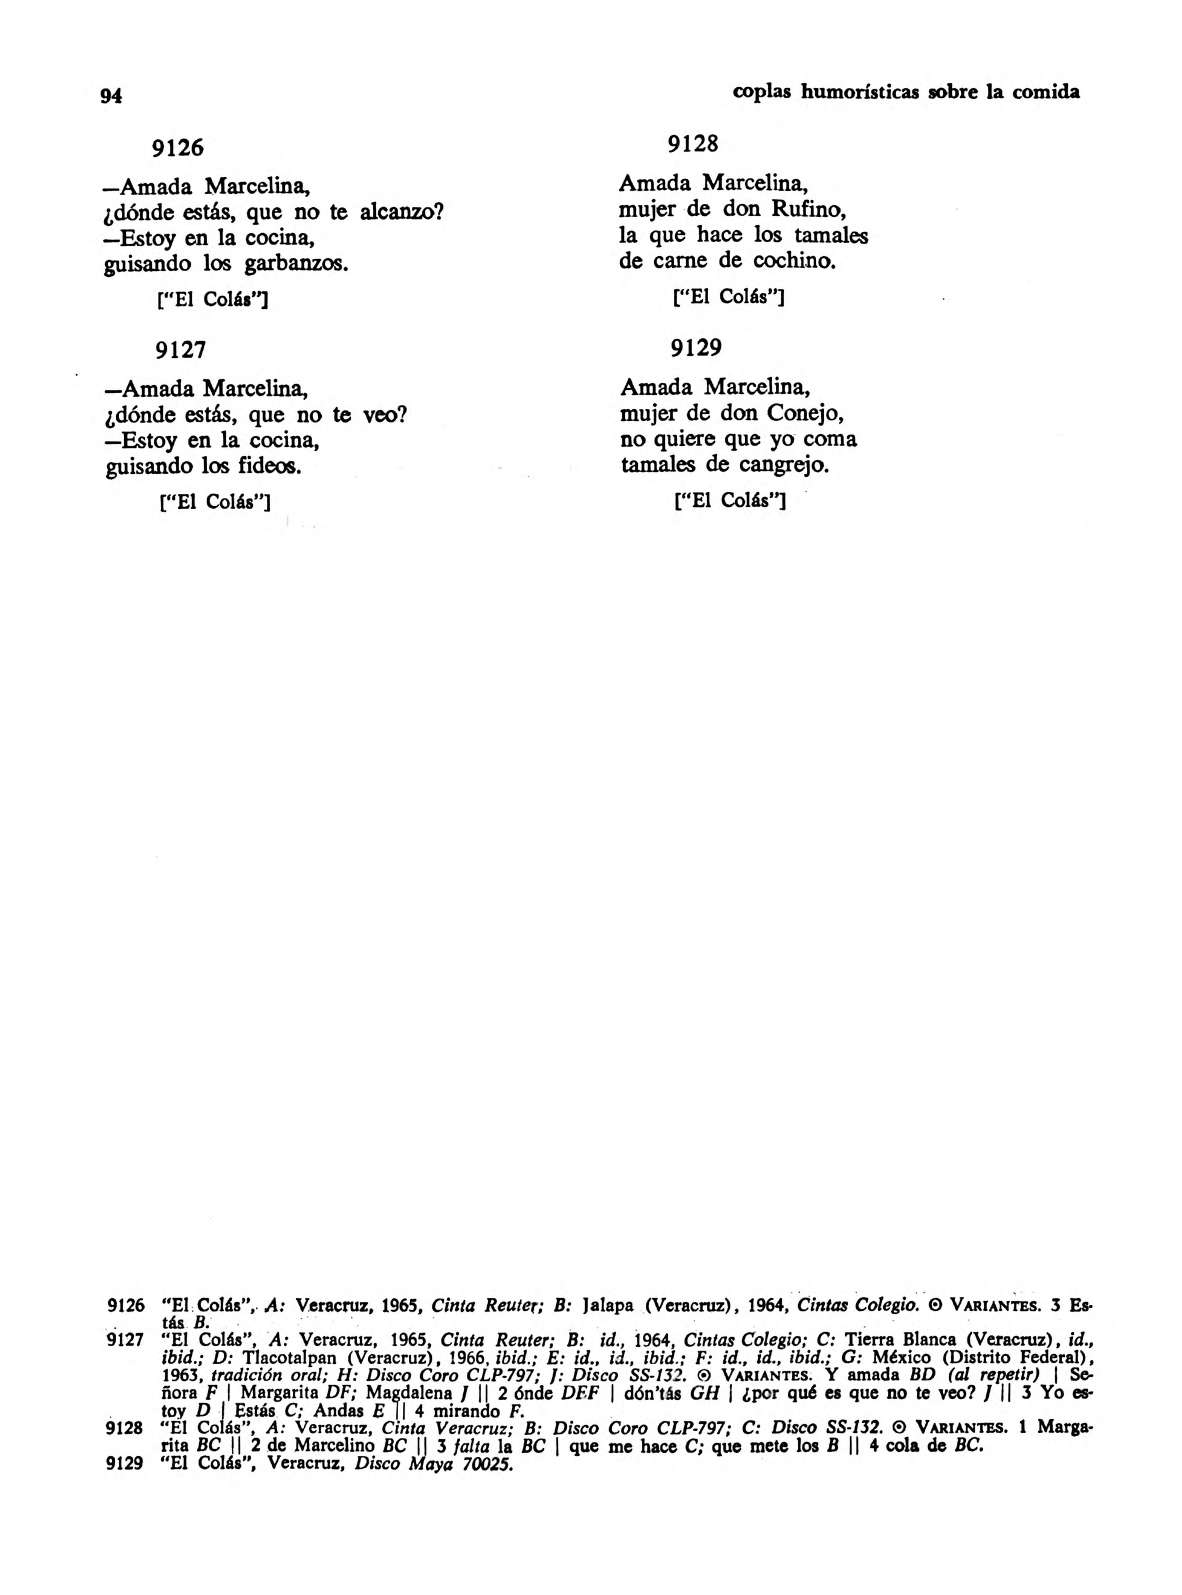 94
coplas humorísticas sobre la comida
9126
—Amada Marcelina,
¿dónde estás, que no te alcanzo?
—Estoy en la cocina,
guisando los garbanzos.
["El Colás"]
9127
—Amada Marcelina,
¿dónde estás, que no te veo?
—Estoy en la cocina,
guisando los fideos.
["El Colás"]
9128
Amada Marcelina,
mujer de don Rufino,
la que hace los tamales
de carne de cochino.
["El Colás"]
9129
Amada Marcelina,
mujer de don Conejo,
no quiere que yo coma
tamales de cangrejo.
["El Colás"]
9126 "El Colás", A: Veracruz, 1965, Cinta Reuter; B: Jalapa (Veracruz), 1964, Cintas Colegio. ⊙ VARIANTES. 3 Es-
tás B.
9127 "El Colás", A: Veracruz, 1965, Cinta Reuter; B: id., 1964, Cintas Colegio; C: Tierra Blanca (Veracruz), id.,
ibid.; D: Tlacotalpan (Veracruz), 1966, ibid.; E: id., id., ibid.; F: id., id., ibid.; G: México (Distrito Federal),
1963, tradición oral; H: Disco Coro CLP-797; J: Disco SS-132. ⊙ VARIANTES. Y amada BD (al repetir) | Se-
ñora F | Margarita DF; Magdalena J || 2 ónde DEF | dón'tás GH | ¿por qué es que no te veo? J || 3 Yo es-
toy D | Estás C; Andas E || 4 mirando F.
9128 "El Colás", A: Veracruz, Cinta Veracruz; B: Disco Coro CLP-797; C: Disco SS-132. ⊙ VARIANTES. 1 Marga-
rita BC || 2 de Marcelino BC || 3 falta la BC | que me hace C; que mete los B || 4 cola de BC.
9129 "El Colás", Veracruz, Disco Maya 70025.